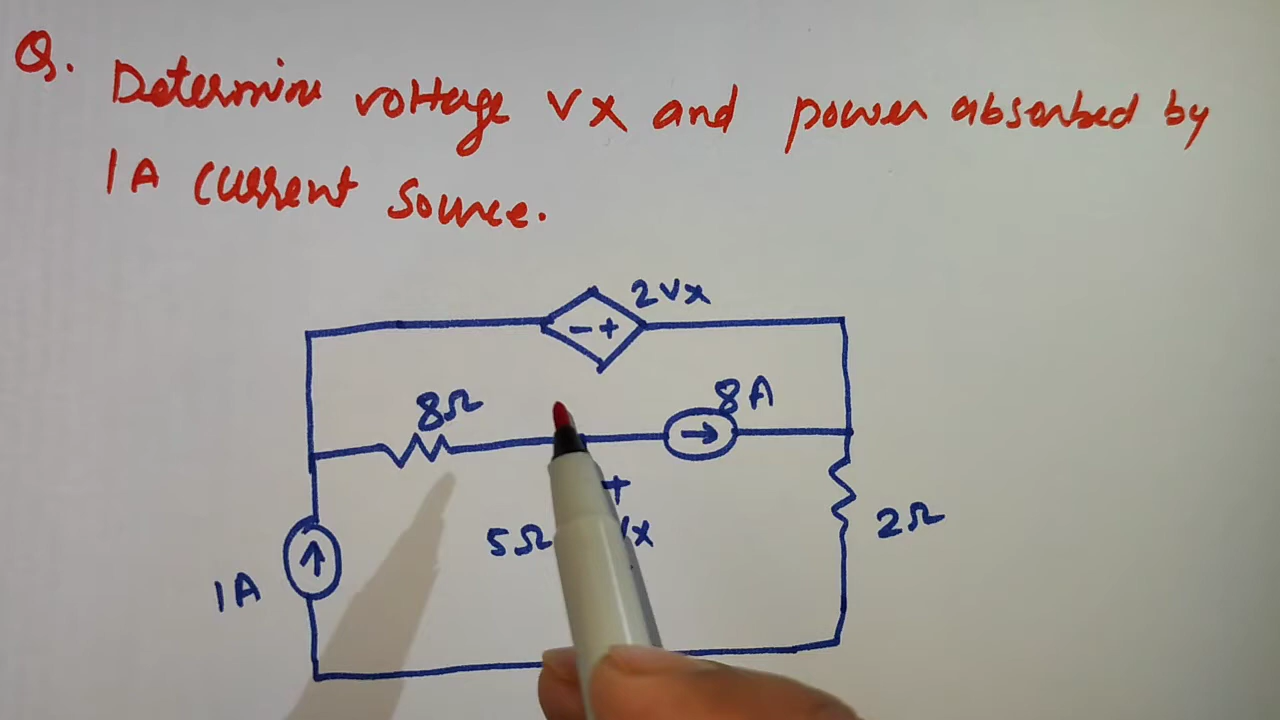 Q. Determine voltage Vx and power absorbed by
1A current source.
2Vx
- +
8Ω
8A
+
5Ω
2Ω
1A